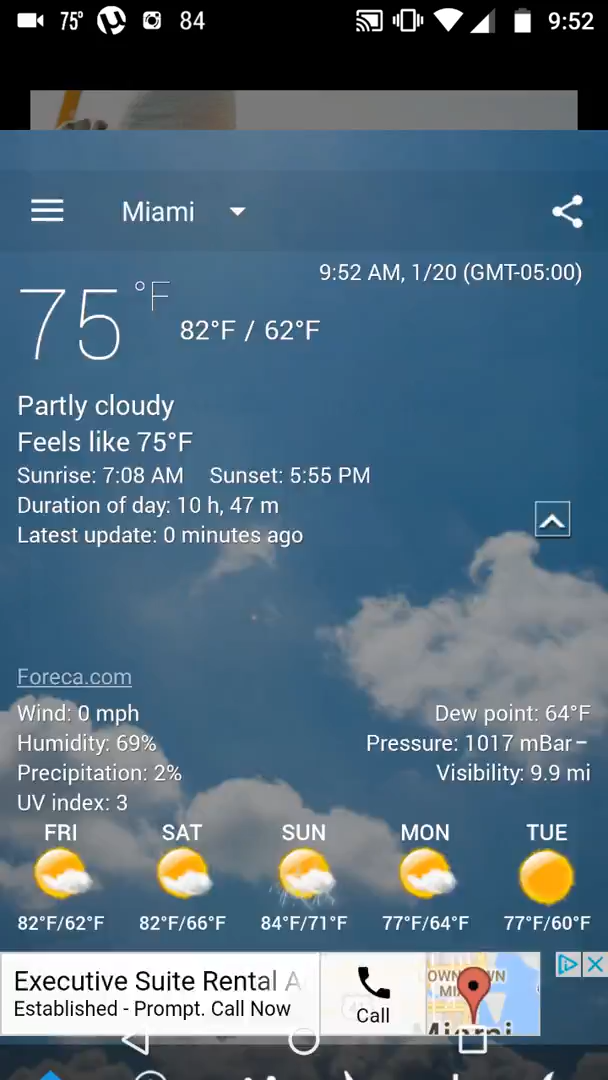 75° 84 9:52
Miami
9:52 AM, 1/20 (GMT-05:00)
75 °F 82°F / 62°F
Partly cloudy
Feels like 75°F
Sunrise: 7:08 AM Sunset: 5:55 PM
Duration of day: 10 h, 47 m
Latest update: 0 minutes ago
Foreca.com
Wind: 0 mph Dew point: 64°F
Humidity: 69% Pressure: 1017 mBar−
Precipitation: 2% Visibility: 9.9 mi
UV index: 3
FRI SAT SUN MON TUE
82°F/62°F 82°F/66°F 84°F/71°F 77°F/64°F 77°F/60°F
Executive Suite Rental A
Established - Prompt. Call Now
Call
Miami